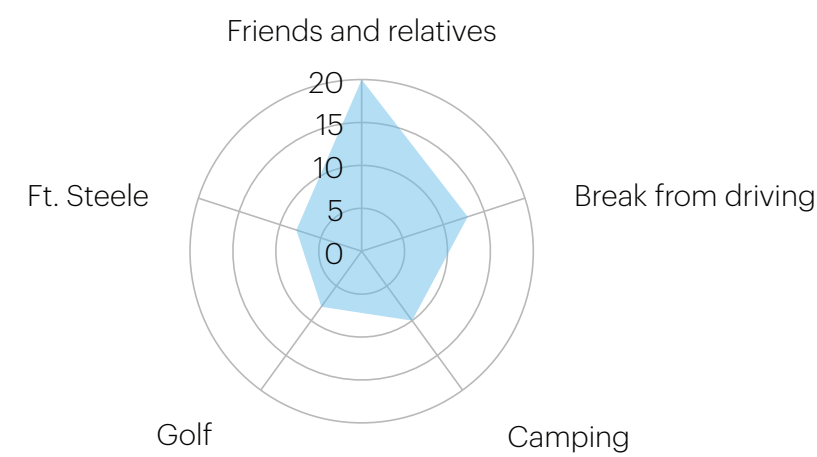 Friends and relatives
20
15
10
5
0
Ft. Steele
Break from driving
Golf
Camping